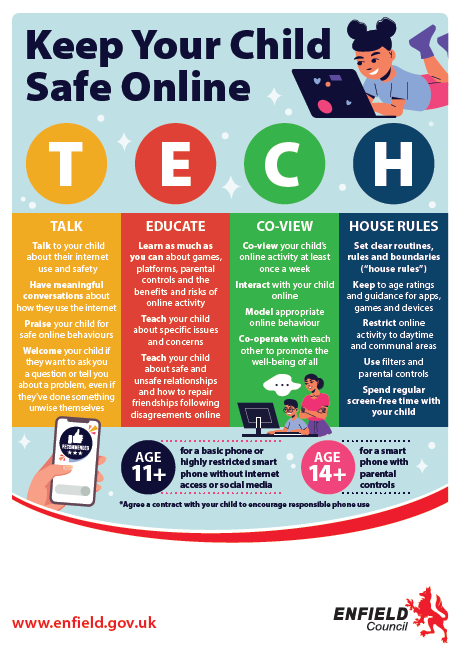 Keep Your Child
Safe Online
T
E
C
H
TALK
Talk to your child
about their internet
use and safety
Have meaningful
conversations about
how they use the internet
Praise your child for
safe online behaviours
Welcome your child if
they want to ask you
a question or tell you
about a problem, even if
they've done something
unwise themselves
EDUCATE
Learn as much as
you can about games,
platforms, parental
controls and the
benefits and risks of
online activity
Teach your child
about specific issues
and concerns
Teach your child
about safe and
unsafe relationships
and how to repair
friendships following
disagreements online
CO-VIEW
Co-view your child's
online activity at least
once a week
Interact with your child
online
Model appropriate
online behaviour
Co-operate with each
other to promote the
well-being of all
HOUSE RULES
Set clear routines,
rules and boundaries
("house rules")
Keep to age ratings
and guidance for apps,
games and devices
Restrict online
activity to daytime
and communal areas
Use filters and
parental controls
Spend regular
screen-free time with
your child
RECOMMENDED
AGE
11+
for a basic phone or
highly restricted smart
phone without Internet
access or social media
AGE
14+
for a smart
phone with
parental
controls
*Agree a contract with your child to encourage responsible phone use
www.enfield.gov.uk
ENFIELD
Council